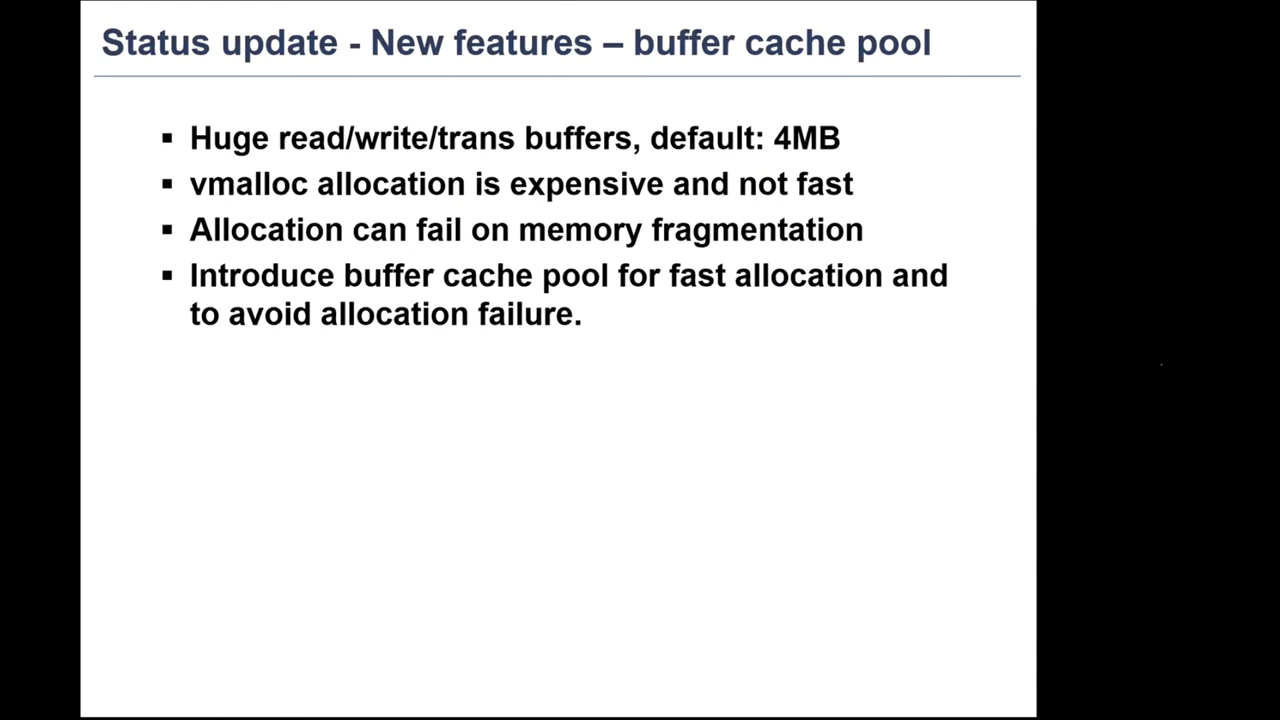 Status update - New features – buffer cache pool
▪ Huge read/write/trans buffers, default: 4MB
▪ vmalloc allocation is expensive and not fast
▪ Allocation can fail on memory fragmentation
▪ Introduce buffer cache pool for fast allocation and
to avoid allocation failure.